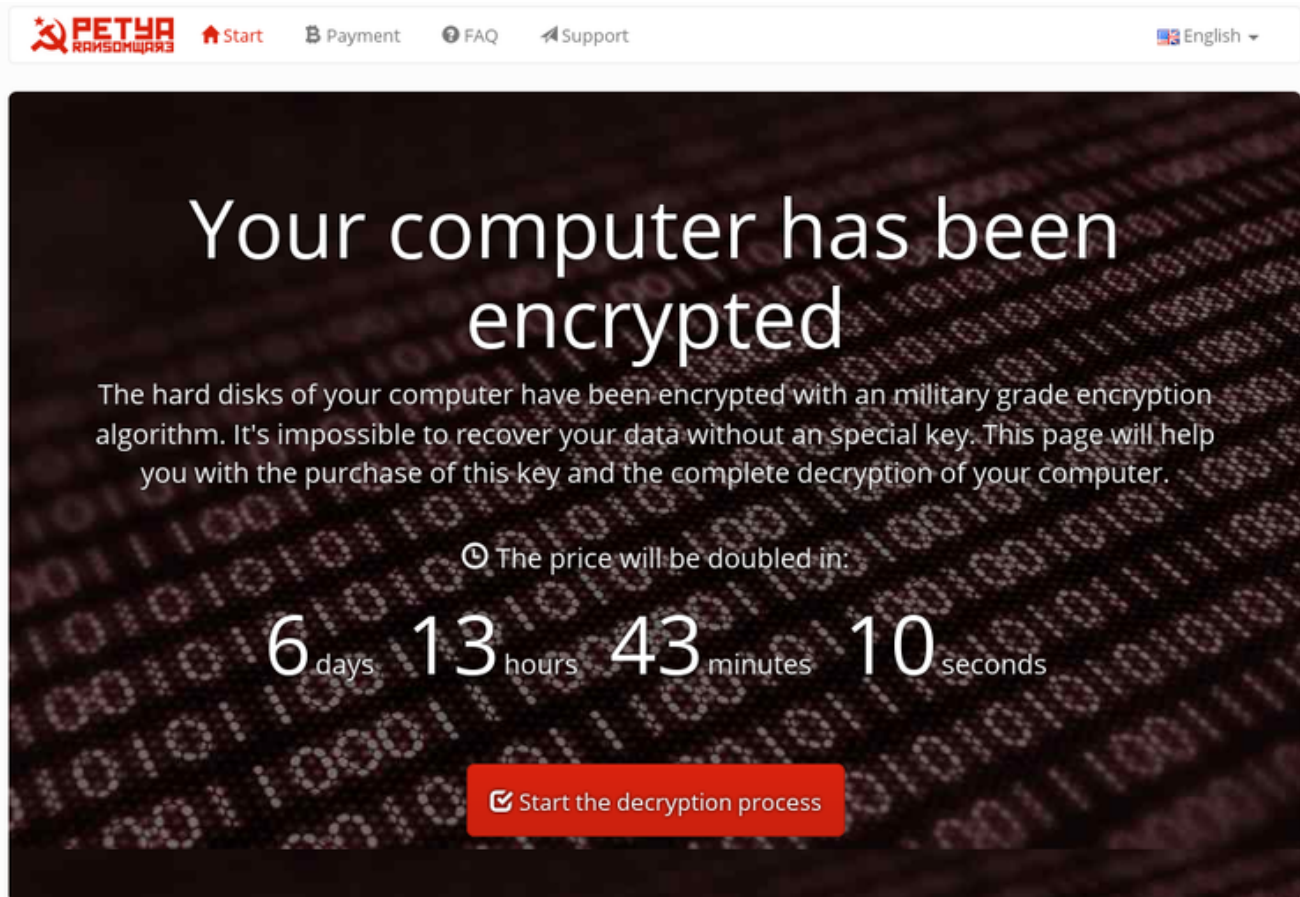 PETYA
RANSOMWAR3
Start
Payment
FAQ
Support
English
Your computer has been
encrypted
The hard disks of your computer have been encrypted with an military grade encryption
algorithm. It's impossible to recover your data without an special key. This page will help
you with the purchase of this key and the complete decryption of your computer.
The price will be doubled in:
6 days 13 hours 43 minutes 10 seconds
Start the decryption process